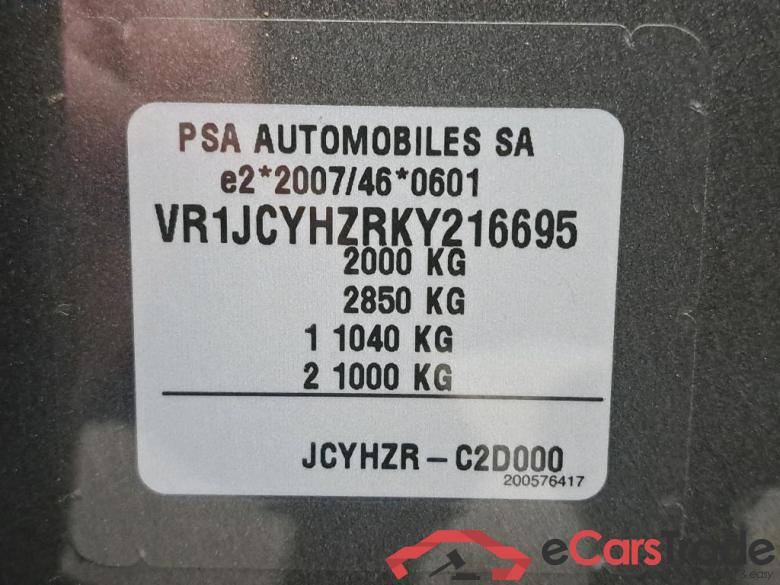 PSA AUTOMOBILES SA
e2*2007/46*0601
VR1JCYHZRKY216695
2000 KG
2850 KG
1 1040 KG
2 1000 KG
JCYHZR – C2D000
200576417
eCarsTrade
easy